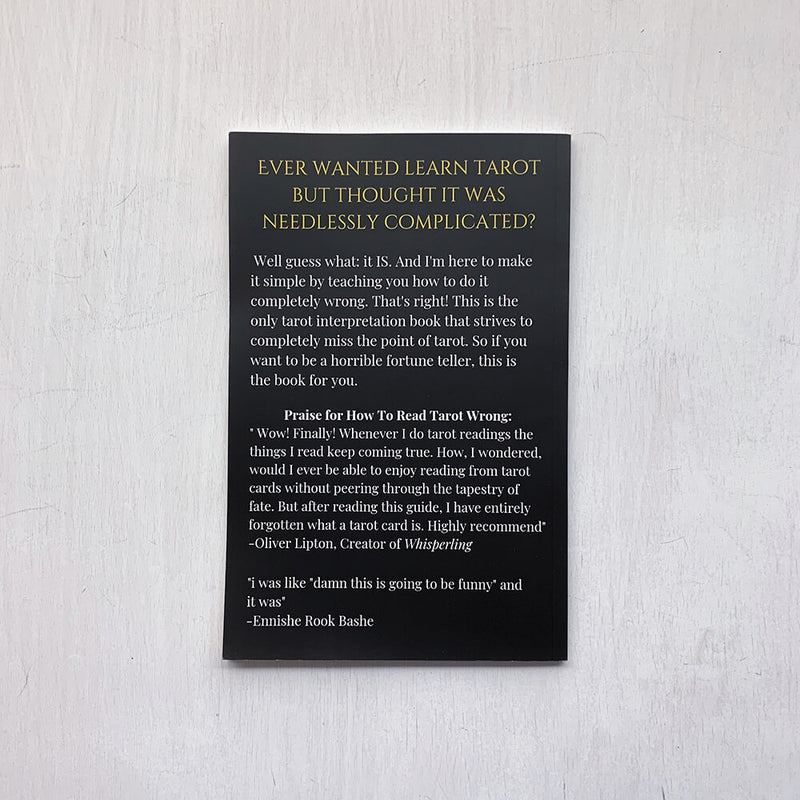 EVER WANTED LEARN TAROT
BUT THOUGHT IT WAS
NEEDLESSLY COMPLICATED?
Well guess what: it IS. And I'm here to make
it simple by teaching you how to do it
completely wrong. That's right! This is the
only tarot interpretation book that strives to
completely miss the point of tarot. So if you
want to be a horrible fortune teller, this is
the book for you.
Praise for How To Read Tarot Wrong:
" Wow! Finally! Whenever I do tarot readings the
things I read keep coming true. How, I wondered,
would I ever be able to enjoy reading from tarot
cards without peering through the tapestry of
fate. But after reading this guide, I have entirely
forgotten what a tarot card is. Highly recommend"
-Oliver Lipton, Creator of Whisperling
"i was like "damn this is going to be funny" and
it was"
-Ennishe Rook Bashe